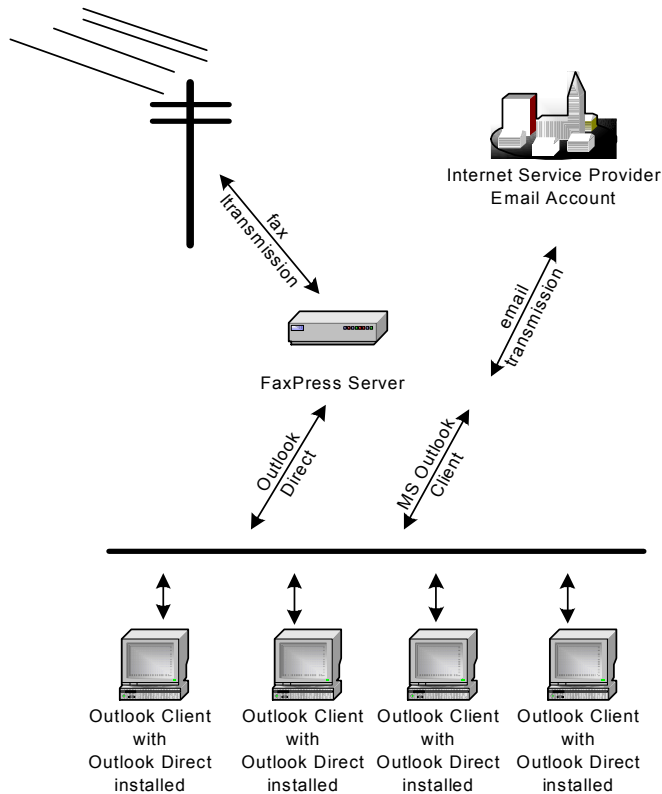 Internet Service Provider
Email Account
fax
ltransmission
email
transmission
FaxPress Server
Outlook
Direct
MS Outlook
Client
Outlook Client
with
Outlook Direct
installed
Outlook Client
with
Outlook Direct
installed
Outlook Client
with
Outlook Direct
installed
Outlook Client
with
Outlook Direct
installed